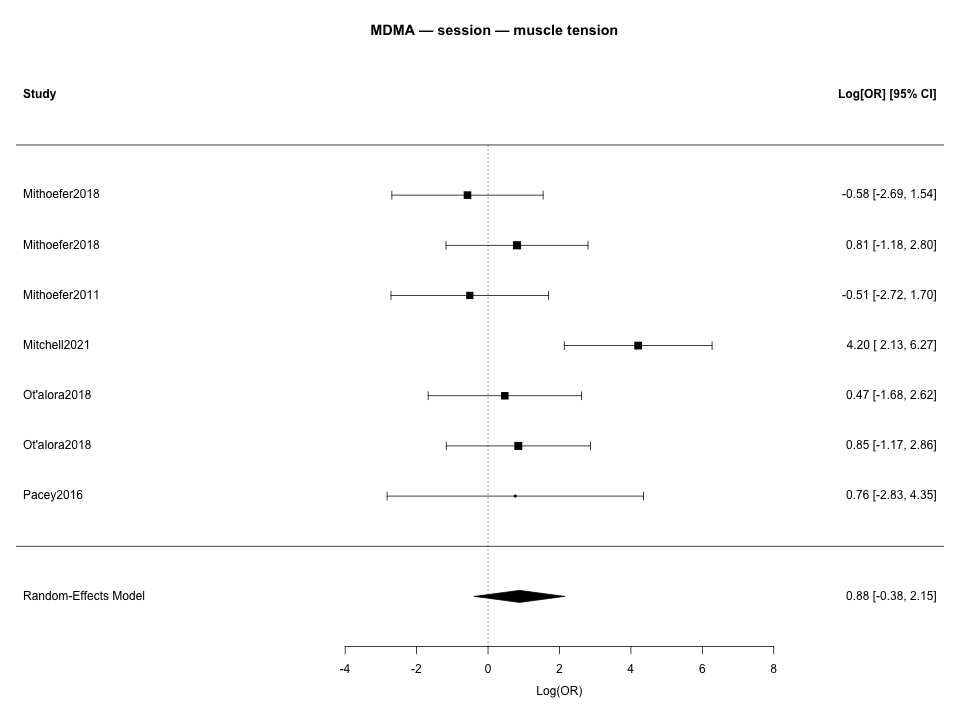 MDMA — session — muscle tension
Study Log[OR] [95% CI]
Mithoefer2018 -0.58 [-2.69, 1.54]
Mithoefer2018 0.81 [-1.18, 2.80]
Mithoefer2011 -0.51 [-2.72, 1.70]
Mitchell2021 4.20 [ 2.13, 6.27]
Ot'alora2018 0.47 [-1.68, 2.62]
Ot'alora2018 0.85 [-1.17, 2.86]
Pacey2016 0.76 [-2.83, 4.35]
Random-Effects Model 0.88 [-0.38, 2.15]
-4 -2 0 2 4 6 8
Log(OR)